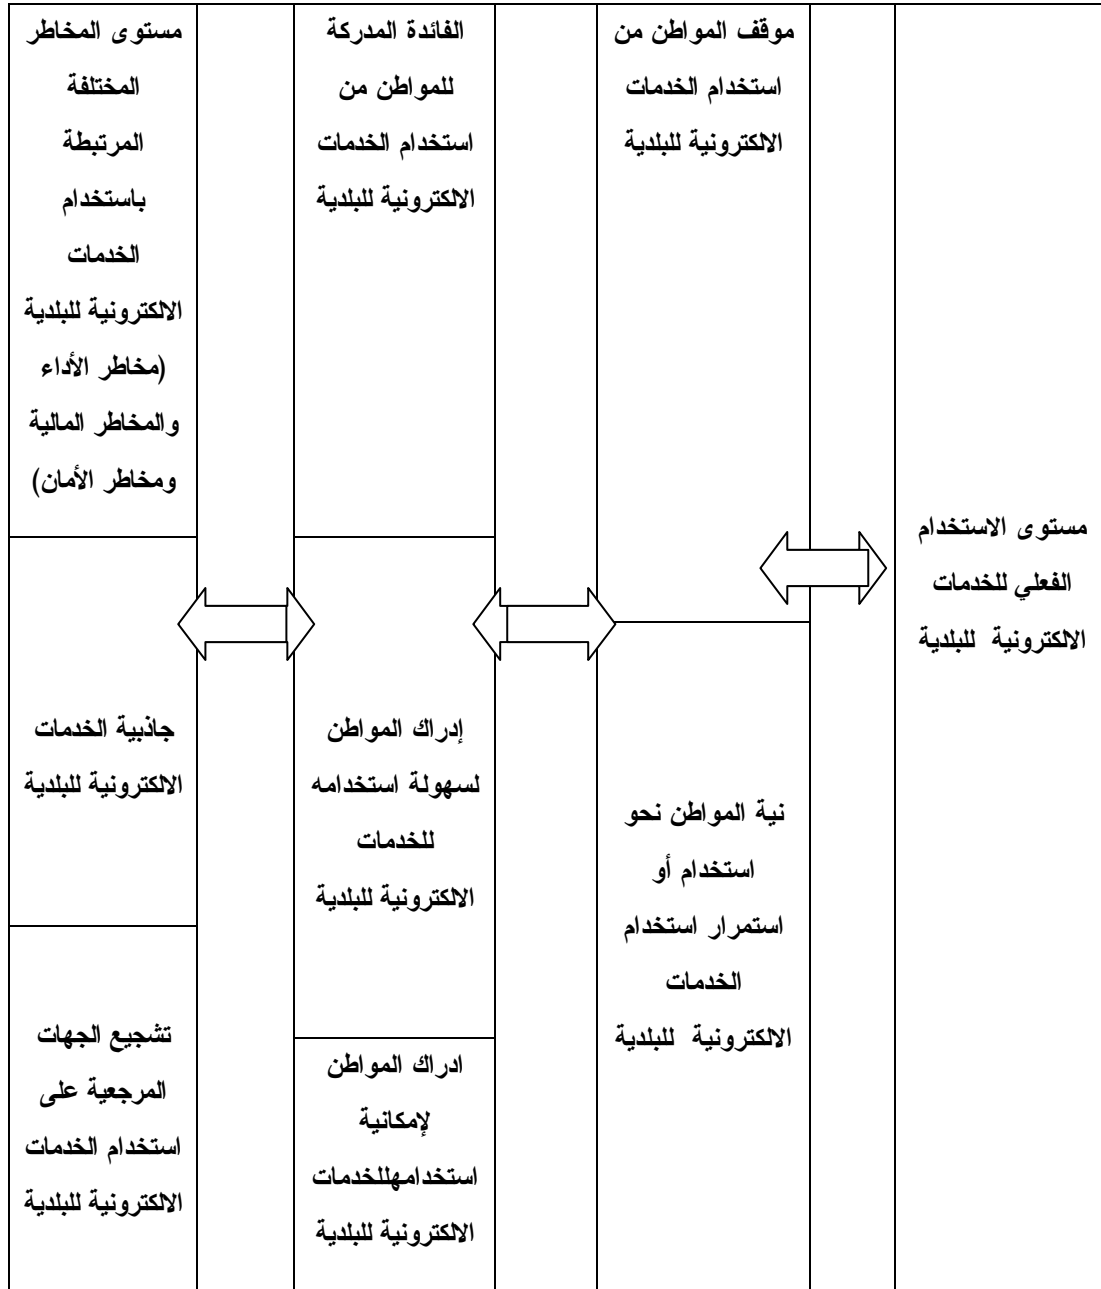 مستوى الاستخدام
الفعلي للخدمات
الالكترونية للبلدية
موقف المواطن من
استخدام الخدمات
الالكترونية للبلدية
نية المواطن نحو
استخدام أو
استمرار استخدام
الخدمات
الالكترونية للبلدية
الفائدة المدركة
للمواطن من
استخدام الخدمات
الالكترونية للبلدية
إدراك المواطن
لسهولة استخدامه
للخدمات
الالكترونية للبلدية
ادراك المواطن
لإمكانية
استخدامهللخدمات
الالكترونية للبلدية
مستوى المخاطر
المختلفة
المرتبطة
باستخدام
الخدمات
الالكترونية للبلدية
(مخاطر الأداء
والمخاطر المالية
ومخاطر الأمان)
جاذبية الخدمات
الالكترونية للبلدية
تشجيع الجهات
المرجعية على
استخدام الخدمات
الالكترونية للبلدية